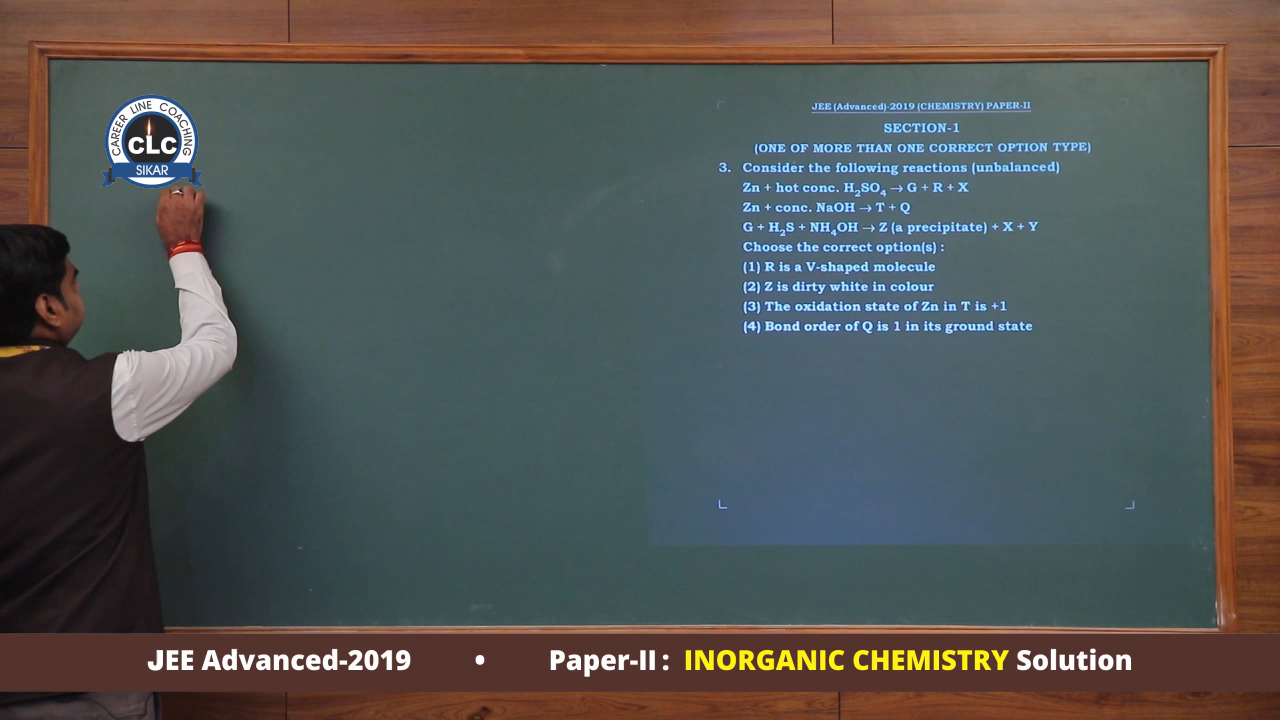 CAREER LINE COACHING
CLC
SIKAR
JEE (Advanced)-2019 (CHEMISTRY) PAPER-II
SECTION-1
(ONE OF MORE THAN ONE CORRECT OPTION TYPE)
3. Consider the following reactions (unbalanced)
Zn + hot conc. H₂SO₄ → G + R + X
Zn + conc. NaOH → T + Q
G + H₂S + NH₄OH → Z (a precipitate) + X + Y
Choose the correct option(s) :
(1) R is a V-shaped molecule
(2) Z is dirty white in colour
(3) The oxidation state of Zn in T is +1
(4) Bond order of Q is 1 in its ground state
JEE Advanced-2019 • Paper-II : INORGANIC CHEMISTRY Solution